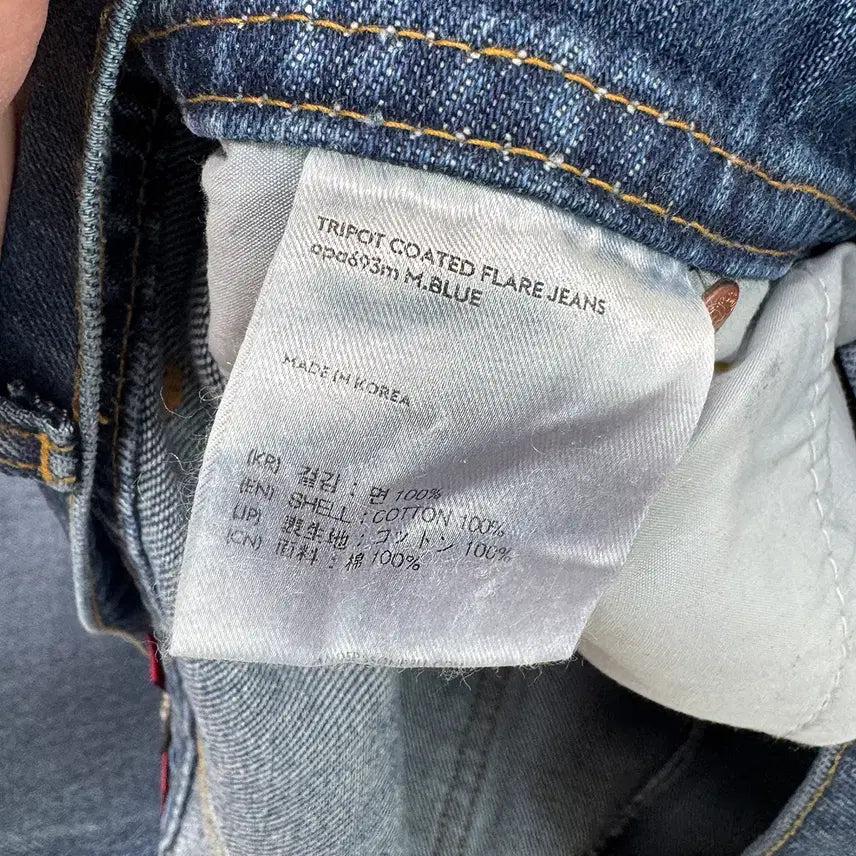 TRIPOT COATED FLARE JEANS
opa693m M.BLUE
MADE IN KOREA
(KR) 겉감 : 면 100%
(EN) SHELL : COTTON 100%
(JP) 表生地 : コットン 100%
(CN) 面料 : 棉 100%